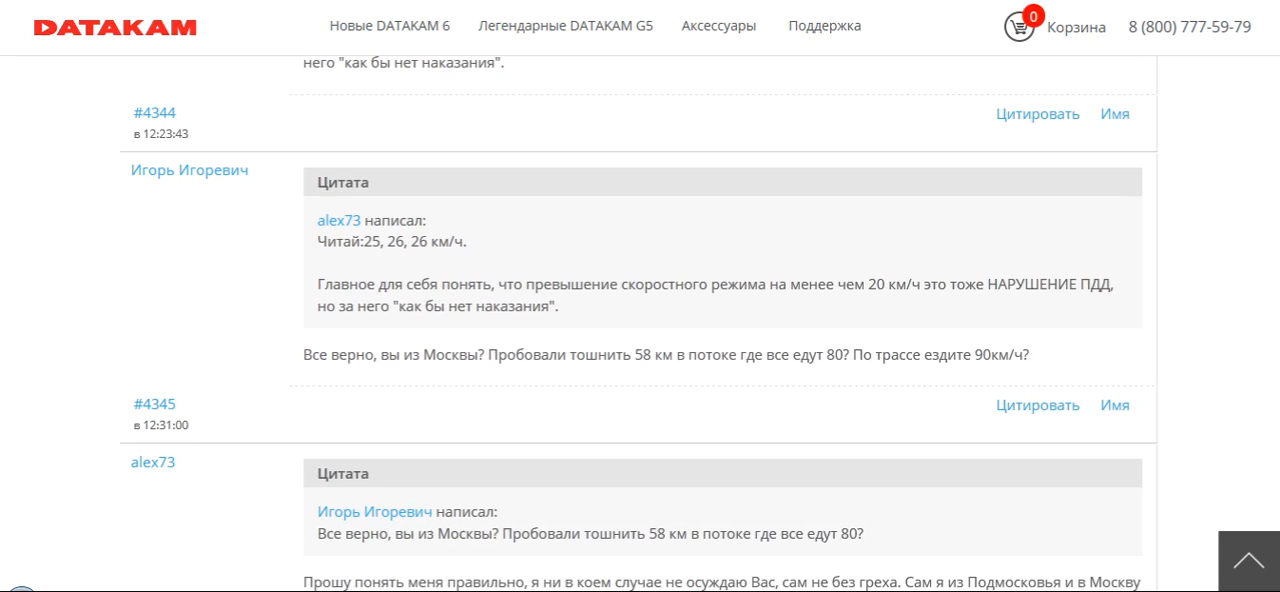 DATAKAM
Новые DATAKAM 6
Легендарные DATAKAM G5
Аксессуары
Поддержка
0
Корзина
8 (800) 777-59-79
него "как бы нет наказания".
#4344
в 12:23:43
Цитировать
Имя
Игорь Игоревич
Цитата
alex73 написал:
Читай:25, 26, 26 км/ч.
Главное для себя понять, что превышение скоростного режима на менее чем 20 км/ч это тоже НАРУШЕНИЕ ПДД,
но за него "как бы нет наказания".
Все верно, вы из Москвы? Пробовали тошнить 58 км в потоке где все едут 80? По трассе ездите 90км/ч?
#4345
в 12:31:00
Цитировать
Имя
alex73
Цитата
Игорь Игоревич написал:
Все верно, вы из Москвы? Пробовали тошнить 58 км в потоке где все едут 80?
Прошу понять меня правильно, я ни в коем случае не осуждаю Вас, сам не без греха. Сам я из Подмосковья и в Москву